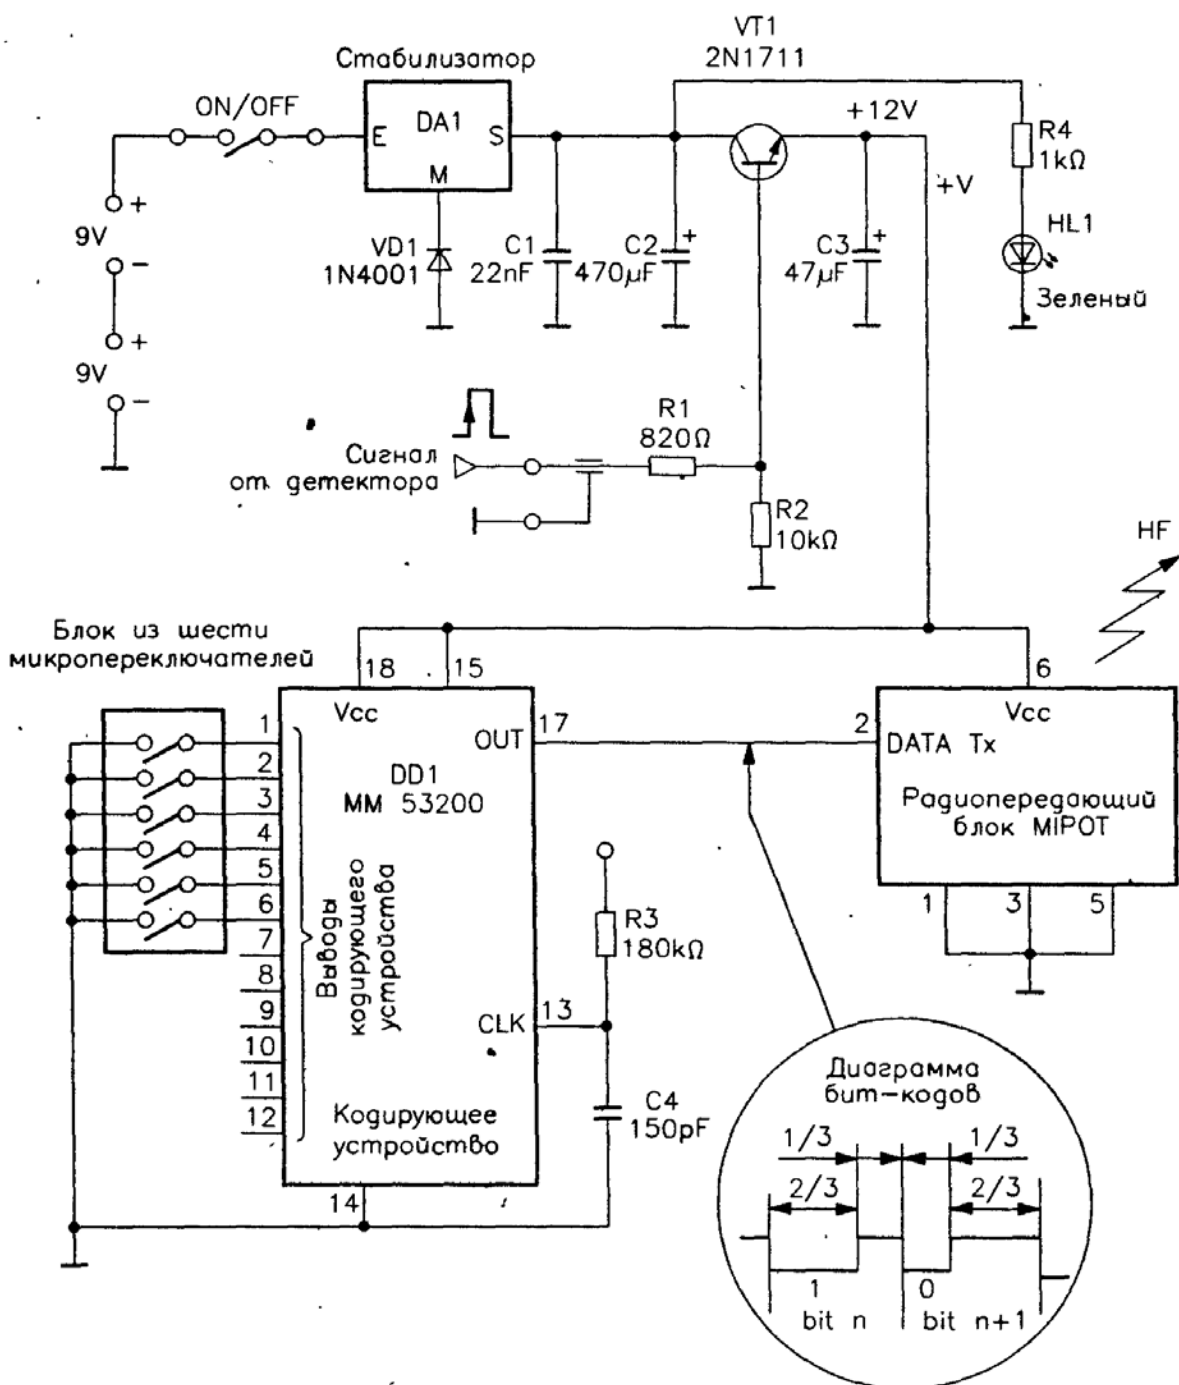 VT1
2N1711
Стабилизатор
ON/OFF
DA1
E
S
M
+12V
+V
R4
1kΩ
+
9V
−
VD1
1N4001
C1
22nF
C2
470µF
+
C3
47µF
+
HL1
Зеленый
+
9V
−
R1
820Ω
Сигнал
от детектора
R2
10kΩ
HF
Блок из шести
микропереключателей
18
15
6
Vcc
Vcc
1
2
3
4
5
6
7
8
9
10
11
12
OUT
17
2
DATA Tx
DD1
MM 53200
Радиопередающий
блок MIPOT
Выводы
кодирующего
устройства
R3
180kΩ
1
3
5
CLK
13
C4
150pF
Кодирующее
устройство
14
Диаграмма
бит-кодов
1/3
1/3
2/3
2/3
1
0
bit n
bit n+1